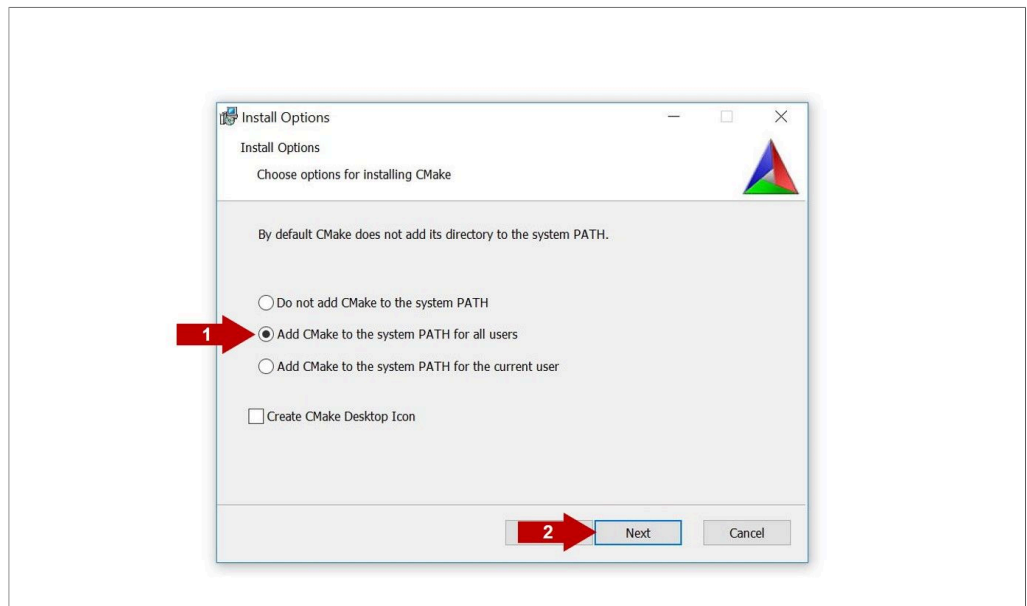 Install Options
Install Options
Choose options for installing CMake
By default CMake does not add its directory to the system PATH.
Do not add CMake to the system PATH
1 Add CMake to the system PATH for all users
Add CMake to the system PATH for the current user
Create CMake Desktop Icon
2 Next Cancel